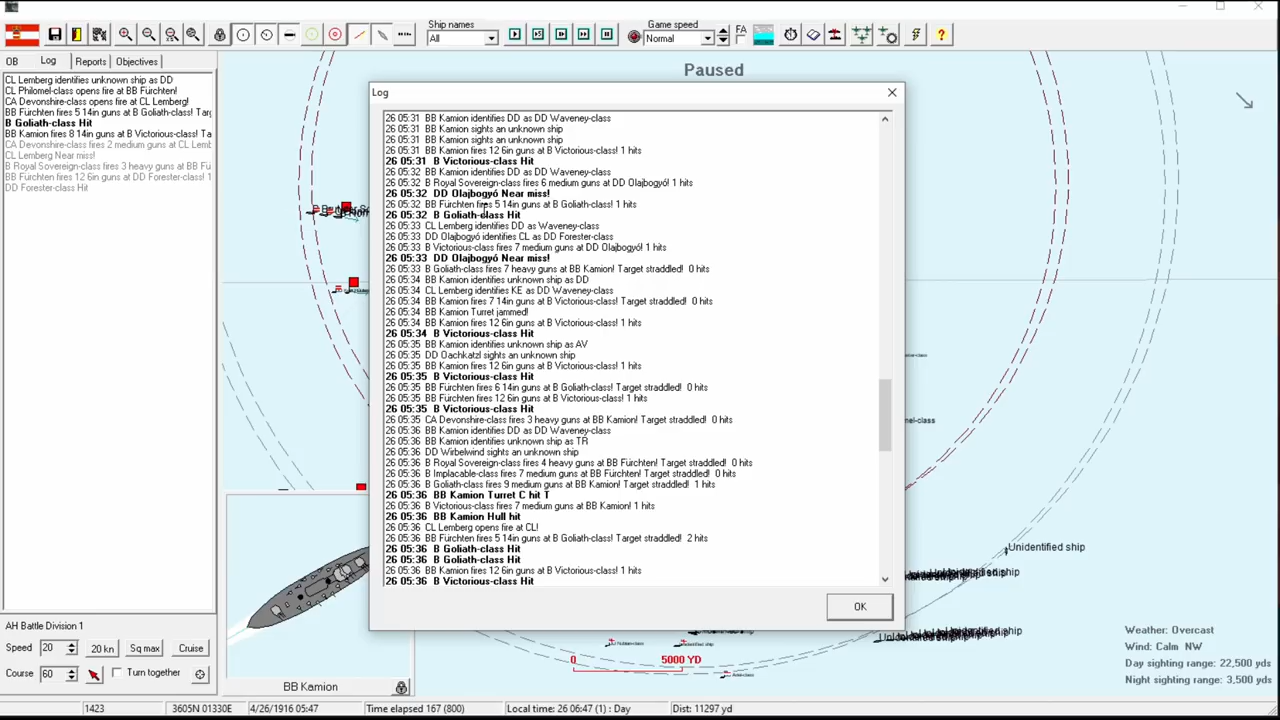 Ship names
All
Game speed
Normal
FA
OB
Log
Reports
Objectives
CL Lemberg identifies unknown ship as DD
CL Philomel-class opens fire at BB Fürchten!
CA Devonshire-class opens fire at CL Lemberg!
BB Fürchten fires 5 14in guns at B Goliath-class! Tar
B Goliath-class Hit
BB Kamion fires 8 14in guns at B Victorious-class! Ta
CA Devonshire-class fires 2 medium guns at CL Lemb
CL Lemberg Near miss!
B Royal Sovereign-class fires 3 heavy guns at BB Fü
BB Fürchten fires 12 6in guns at DD Forester-class! 1
DD Forester-class Hit
Paused
Log
26 05:31 BB Kamion identifies DD as DD Waveney-class
26 05:31 BB Kamion sights an unknown ship
26 05:31 BB Kamion sights an unknown ship
26 05:31 BB Kamion fires 12 6in guns at B Victorious-class! 1 hits
26 05:31 B Victorious-class Hit
26 05:32 BB Kamion identifies DD as DD Waveney-class
26 05:32 B Royal Sovereign-class fires 6 medium guns at DD Olajbogyó! 1 hits
26 05:32 DD Olajbogyó Near miss!
26 05:32 BB Fürchten fires 5 14in guns at B Goliath-class! 1 hits
26 05:32 B Goliath-class Hit
26 05:33 CL Lemberg identifies DD as DD Waveney-class
26 05:33 DD Olajbogyó identifies CL as DD Forester-class
26 05:33 B Victorious-class fires 7 medium guns at DD Olajbogyó! 1 hits
26 05:33 DD Olajbogyó Near miss!
26 05:33 B Goliath-class fires 7 heavy guns at BB Kamion! Target straddled! 0 hits
26 05:34 BB Kamion identifies unknown ship as DD
26 05:34 CL Lemberg identifies KE as DD Waveney-class
26 05:34 BB Kamion fires 7 14in guns at B Victorious-class! Target straddled! 0 hits
26 05:34 BB Kamion Turret jammed!
26 05:34 BB Kamion fires 12 6in guns at B Victorious-class! 1 hits
26 05:34 B Victorious-class Hit
26 05:35 BB Kamion identifies unknown ship as AV
26 05:35 DD Oachkatzl sights an unknown ship
26 05:35 BB Kamion fires 12 6in guns at B Victorious-class! 1 hits
26 05:35 B Victorious-class Hit
26 05:35 BB Fürchten fires 6 14in guns at B Goliath-class! Target straddled! 0 hits
26 05:35 BB Fürchten fires 12 6in guns at B Victorious-class! 1 hits
26 05:35 B Victorious-class Hit
26 05:35 CA Devonshire-class fires 3 heavy guns at BB Kamion! Target straddled! 0 hits
26 05:36 BB Kamion identifies DD as DD Waveney-class
26 05:36 BB Kamion identifies unknown ship as TR
26 05:36 DD Wirbelwind sights an unknown ship
26 05:36 B Royal Sovereign-class fires 4 heavy guns at BB Fürchten! Target straddled! 0 hits
26 05:36 B Implacable-class fires 7 medium guns at BB Fürchten! Target straddled! 0 hits
26 05:36 B Goliath-class fires 9 medium guns at BB Kamion! Target straddled! 1 hits
26 05:36 BB Kamion Turret C hit T
26 05:36 B Victorious-class fires 7 medium guns at BB Kamion! 1 hits
26 05:36 BB Kamion Hull hit
26 05:36 CL Lemberg opens fire at CL!
26 05:36 BB Fürchten fires 5 14in guns at B Goliath-class! Target straddled! 2 hits
26 05:36 B Goliath-class Hit
26 05:36 B Goliath-class Hit
26 05:36 BB Kamion fires 12 6in guns at B Victorious-class! 1 hits
26 05:36 B Victorious-class Hit
OK
Unidentified ship
Unidentified ship
AH Battle Division 1
Speed 20 20 kn Sq max Cruise
Course 60 Turn together
BB Kamion
0 5000 YD
Weather: Overcast
Wind: Calm NW
Day sighting range: 22,500 yds
Night sighting range: 3,500 yds
1423
3605N 01330E
4/26/1916 05:47
Time elapsed 167 (800)
Local time: 26 06:47 (1) : Day
Dist: 11297 yd